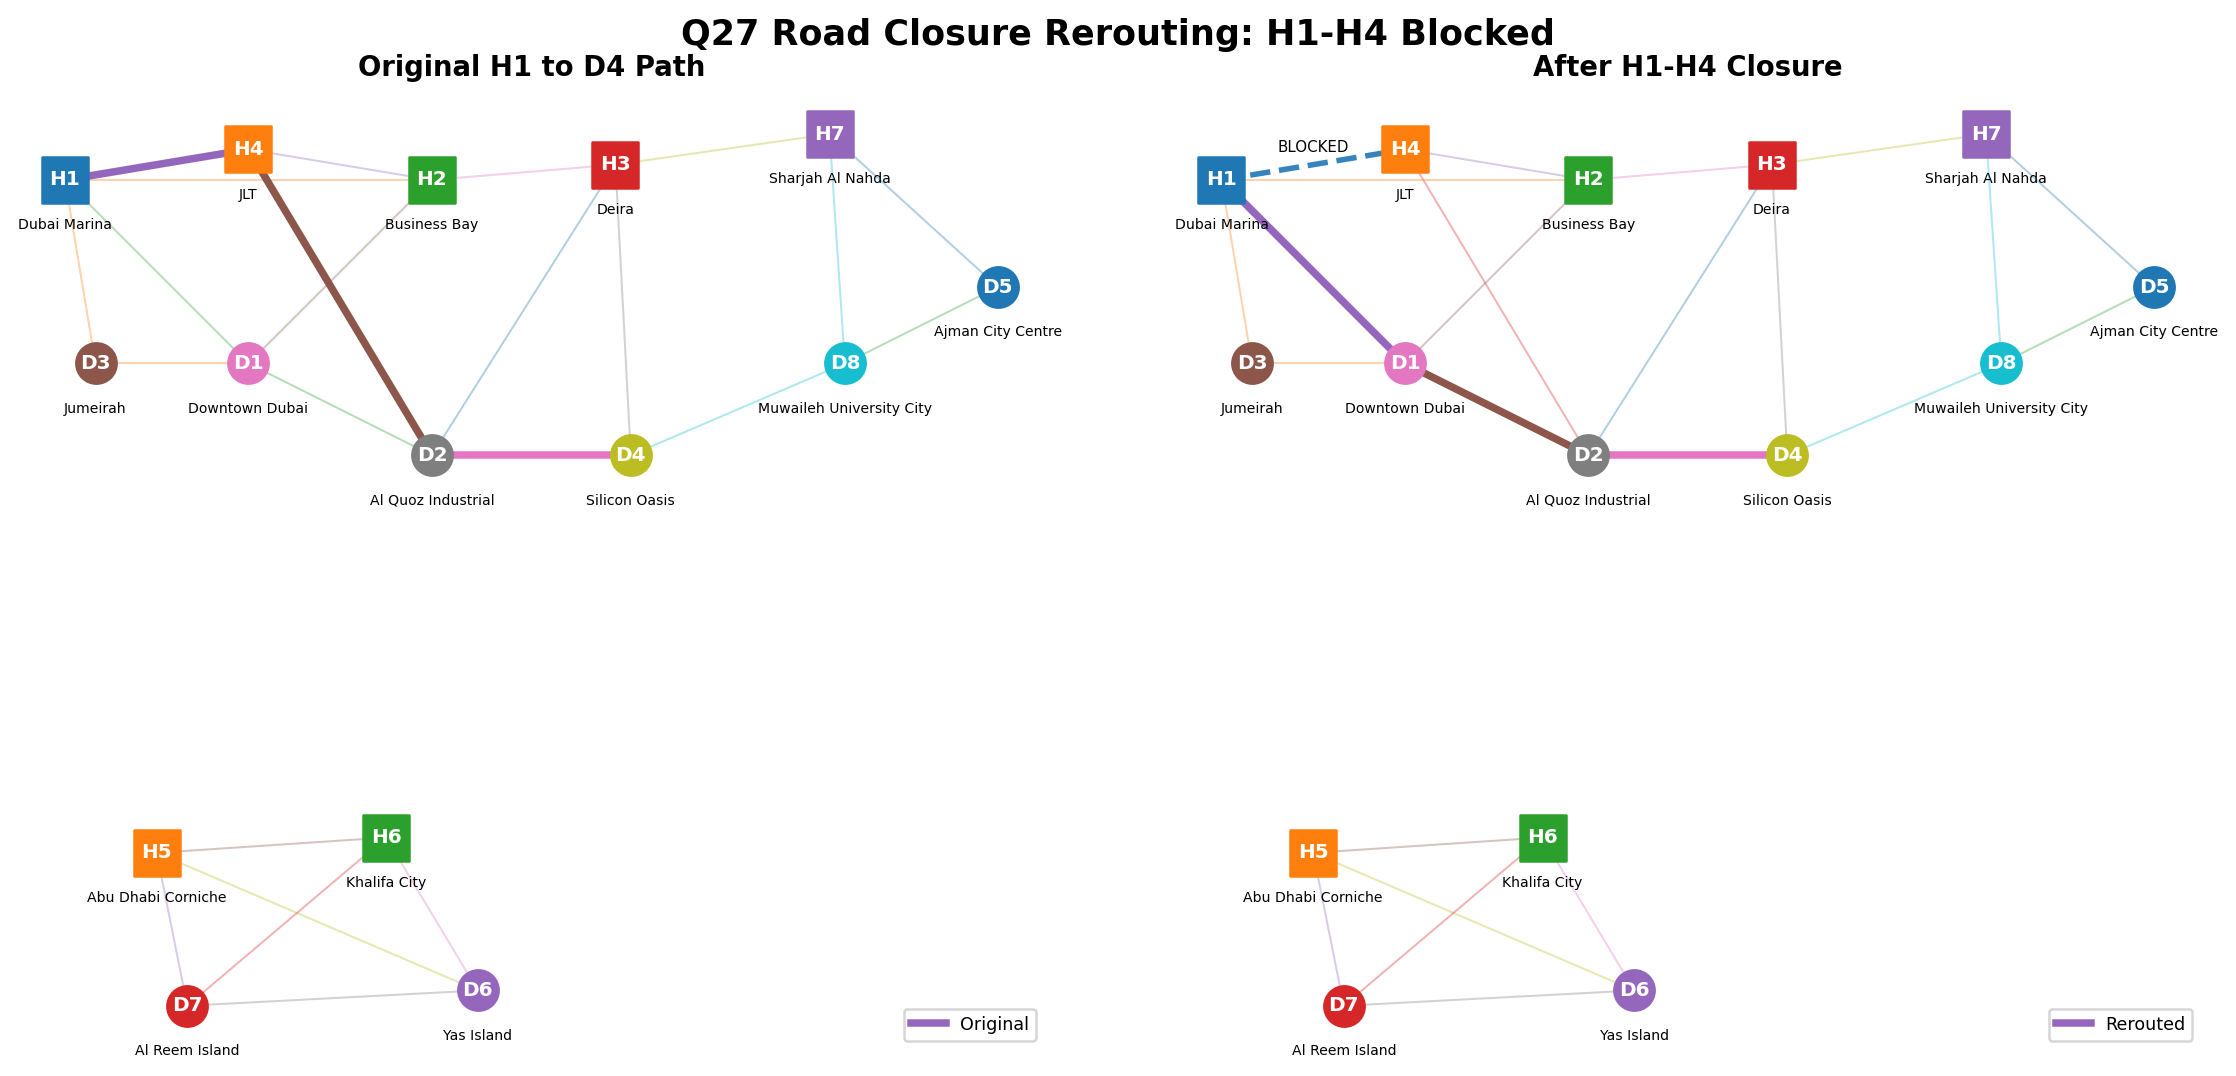 Q27 Road Closure Rerouting: H1-H4 Blocked
Original H1 to D4 Path
H7
H4
H3
H1
H2
Sharjah Al Nahda
JLT
Deira
Dubai Marina
Business Bay
D5
Ajman City Centre
D3
D1
D8
Jumeirah
Downtown Dubai
Muwaileh University City
D2
D4
Al Quoz Industrial
Silicon Oasis
H6
H5
Khalifa City
Abu Dhabi Corniche
D6
D7
Yas Island
Al Reem Island
Original
After H1-H4 Closure
H7
BLOCKED
H4
H3
H1
H2
Sharjah Al Nahda
JLT
Deira
Dubai Marina
Business Bay
D5
Ajman City Centre
D3
D1
D8
Jumeirah
Downtown Dubai
Muwaileh University City
D2
D4
Al Quoz Industrial
Silicon Oasis
H6
H5
Khalifa City
Abu Dhabi Corniche
D6
D7
Yas Island
Al Reem Island
Rerouted